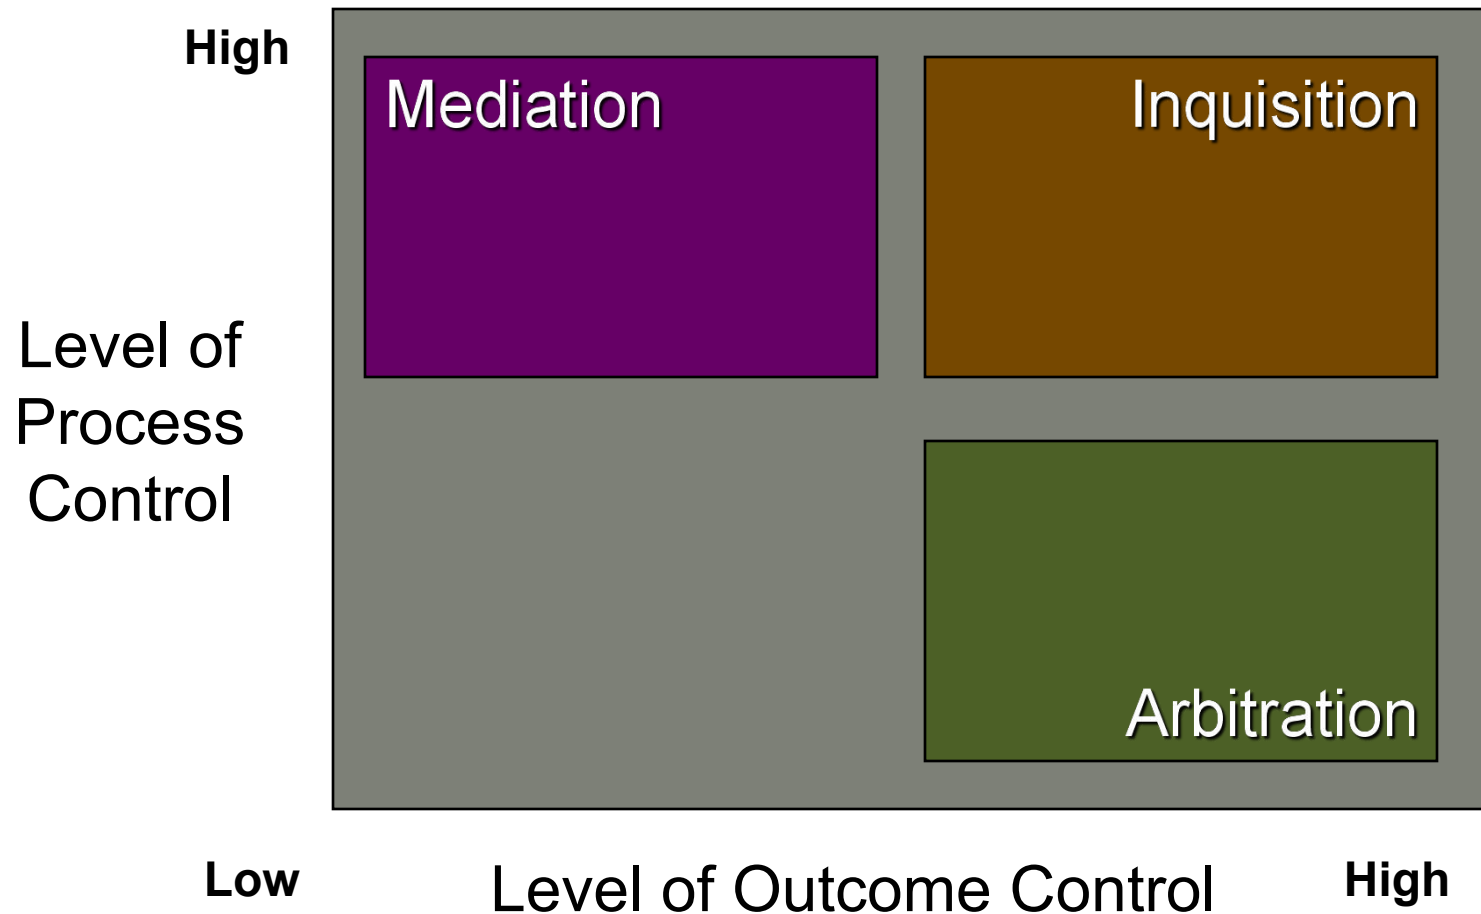 High
Mediation
Inquisition
Level of
Process
Control
Arbitration
Low
Level of Outcome Control
High